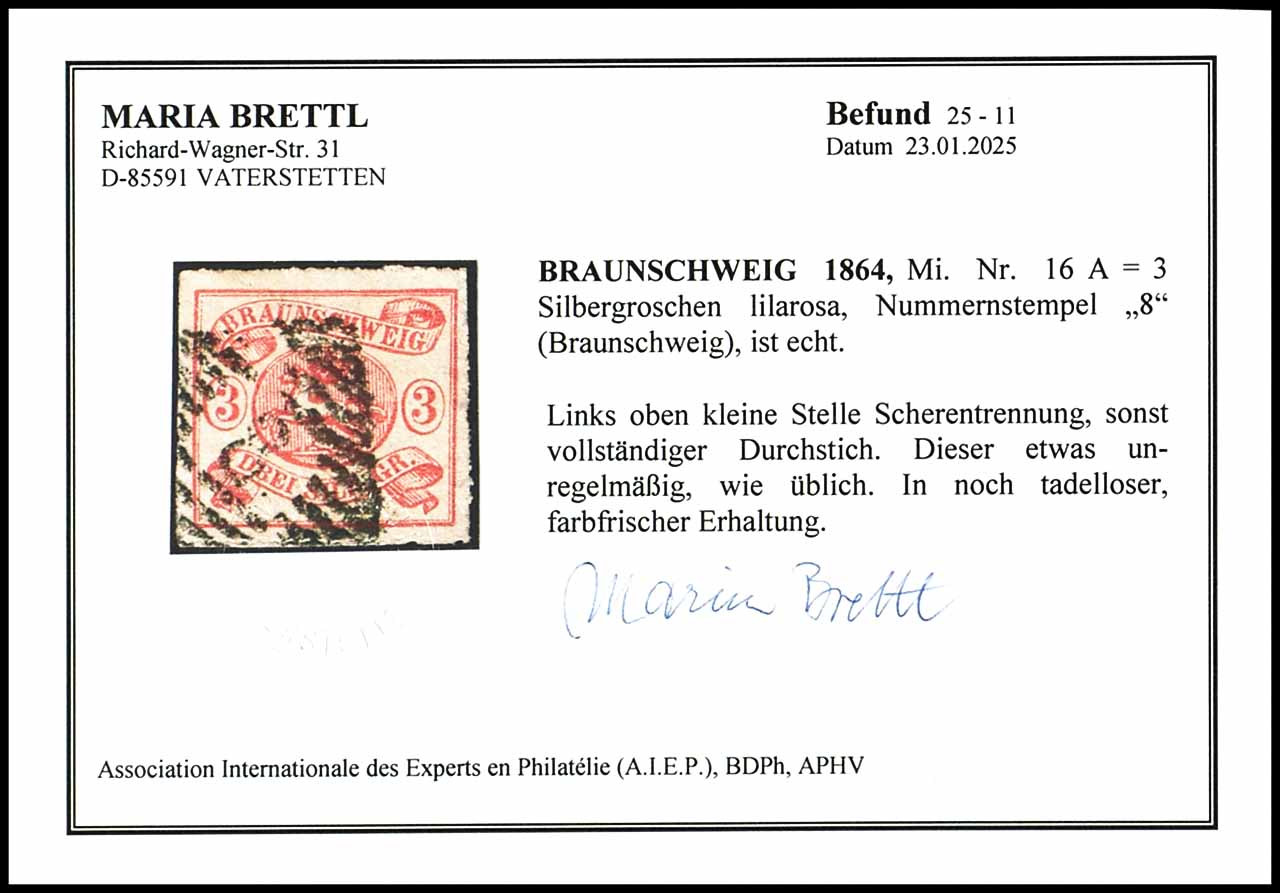 MARIA BRETTL
Richard-Wagner-Str. 31
D-85591 VATERSTETTEN
Befund 25 - 11
Datum 23.01.2025
BRAUNSCHWEIG
3 3
DREI GR.
BRAUNSCHWEIG 1864, Mi. Nr. 16 A = 3
Silbergroschen lilarosa, Nummernstempel „8“
(Braunschweig), ist echt.
Links oben kleine Stelle Scherentrennung, sonst
vollständiger Durchstich. Dieser etwas un-
regelmäßig, wie üblich. In noch tadelloser,
farbfrischer Erhaltung.
Maria Brettl
Association Internationale des Experts en Philatélie (A.I.E.P.), BDPh, APHV